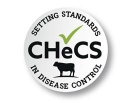 SETTING STANDARDS
CHeCS
IN DISEASE CONTROL